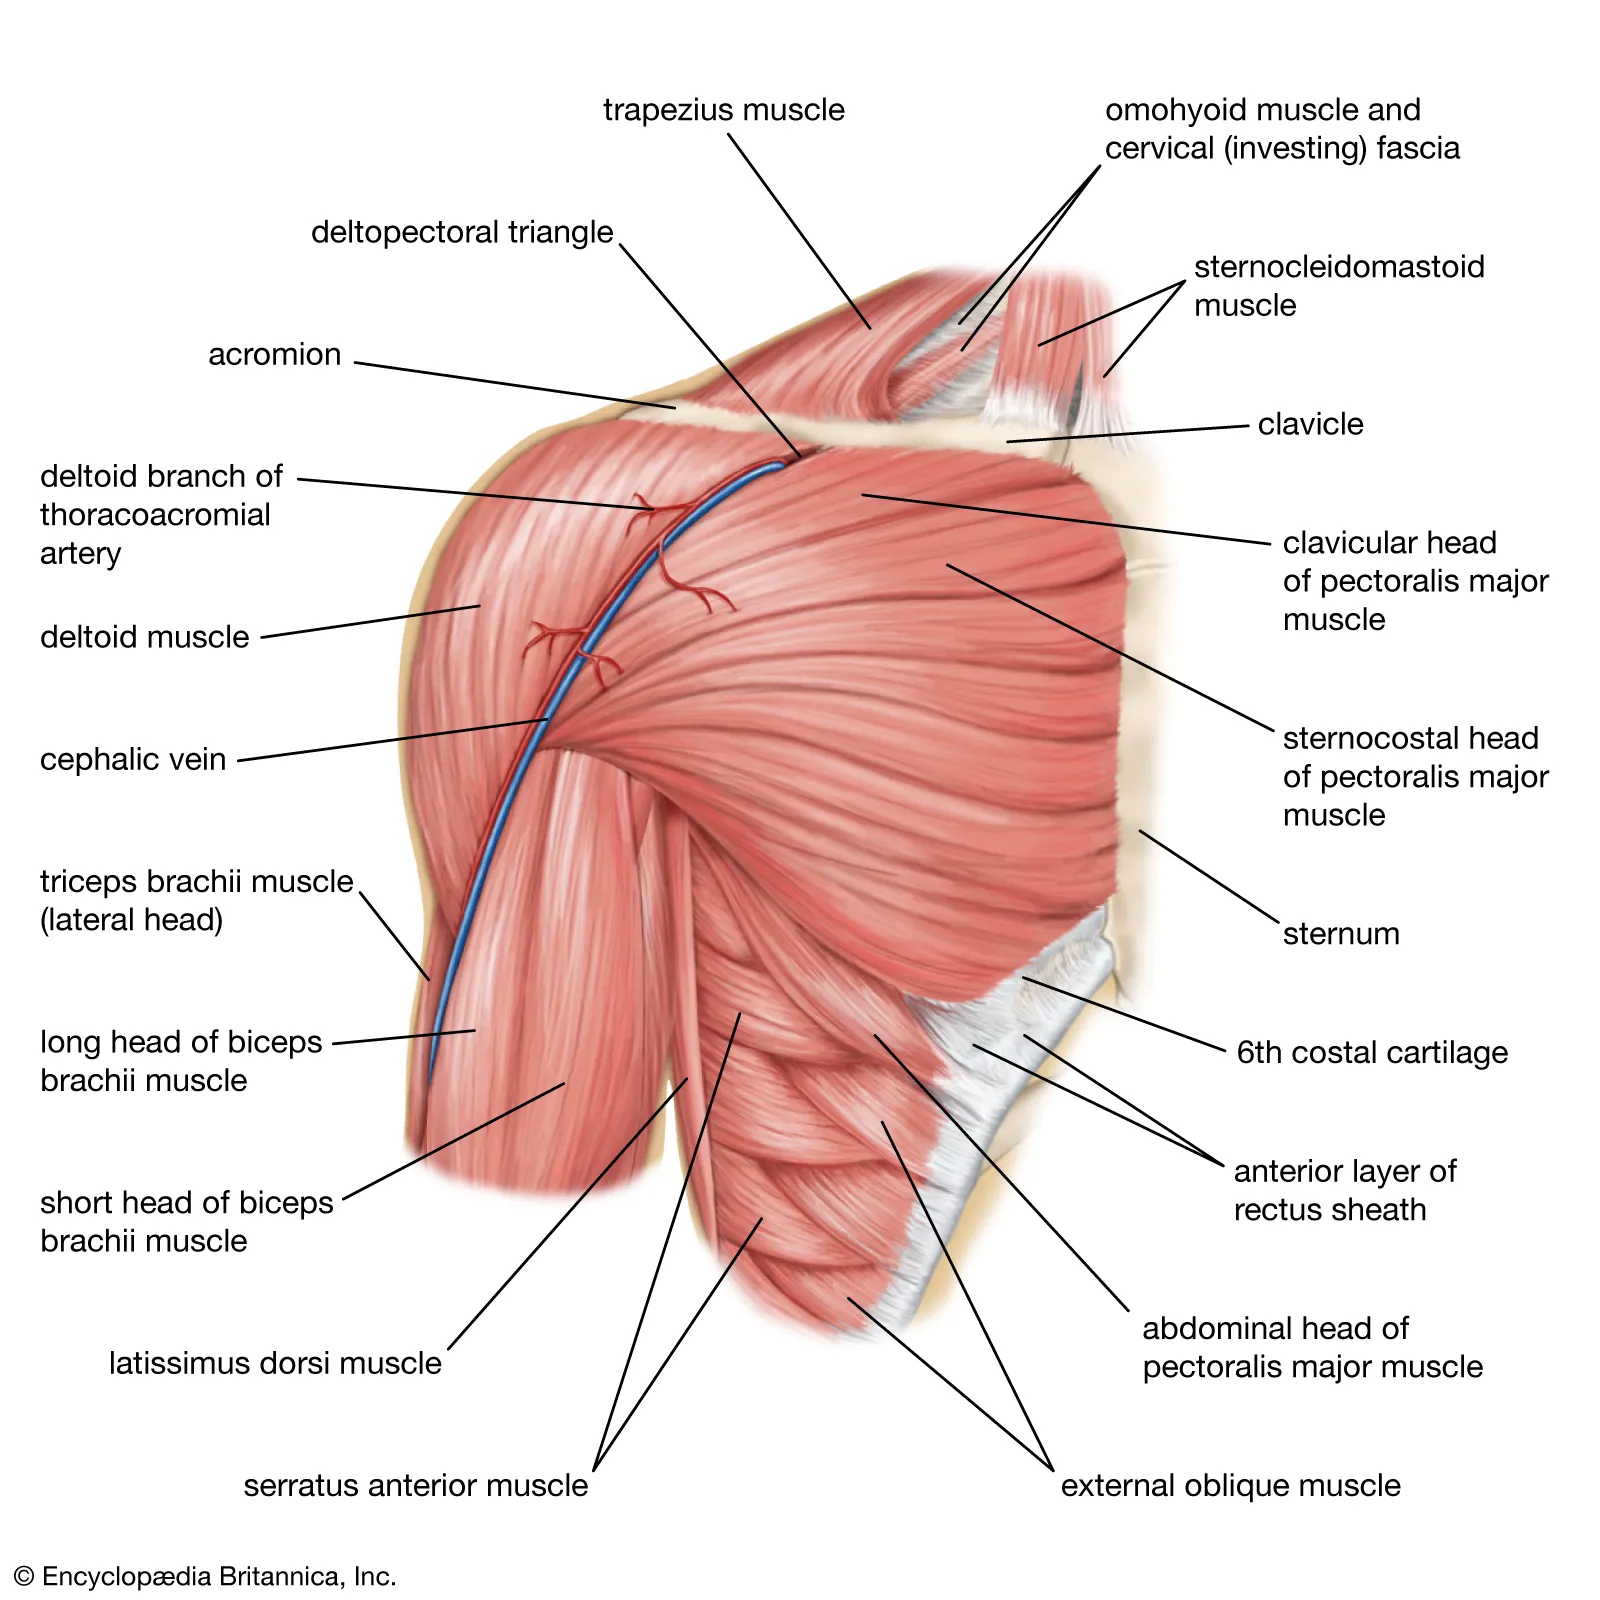 trapezius muscle
omohyoid muscle and
cervical (investing) fascia
deltopectoral triangle
sternocleidomastoid
muscle
acromion
clavicle
deltoid branch of
thoracoacromial
artery
clavicular head
of pectoralis major
muscle
deltoid muscle
sternocostal head
of pectoralis major
muscle
cephalic vein
triceps brachii muscle
(lateral head)
sternum
long head of biceps
brachii muscle
6th costal cartilage
anterior layer of
rectus sheath
short head of biceps
brachii muscle
abdominal head of
pectoralis major muscle
latissimus dorsi muscle
serratus anterior muscle
external oblique muscle
© Encyclopædia Britannica, Inc.